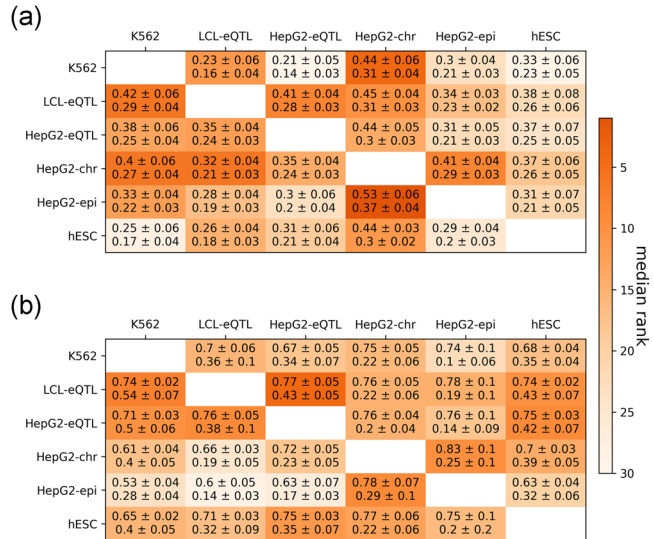 (a)
K562 LCL-eQTL HepG2-eQTL HepG2-chr HepG2-epi hESC
K562 0.23 ± 0.06 0.21 ± 0.05 0.44 ± 0.06 0.3 ± 0.04 0.33 ± 0.06
0.16 ± 0.04 0.14 ± 0.03 0.31 ± 0.04 0.21 ± 0.03 0.23 ± 0.05
LCL-eQTL 0.42 ± 0.06 0.41 ± 0.04 0.45 ± 0.04 0.34 ± 0.03 0.38 ± 0.08
0.29 ± 0.04 0.28 ± 0.03 0.31 ± 0.03 0.23 ± 0.02 0.26 ± 0.06
HepG2-eQTL 0.38 ± 0.06 0.35 ± 0.04 0.44 ± 0.05 0.31 ± 0.05 0.37 ± 0.07
0.25 ± 0.04 0.24 ± 0.03 0.3 ± 0.03 0.21 ± 0.03 0.25 ± 0.05
HepG2-chr 0.4 ± 0.06 0.32 ± 0.04 0.35 ± 0.04 0.41 ± 0.04 0.37 ± 0.06
0.27 ± 0.04 0.21 ± 0.03 0.24 ± 0.03 0.29 ± 0.03 0.26 ± 0.05
HepG2-epi 0.33 ± 0.04 0.28 ± 0.04 0.3 ± 0.06 0.53 ± 0.06 0.31 ± 0.07
0.22 ± 0.03 0.19 ± 0.03 0.2 ± 0.04 0.37 ± 0.04 0.21 ± 0.05
hESC 0.25 ± 0.06 0.26 ± 0.04 0.31 ± 0.06 0.44 ± 0.03 0.29 ± 0.04
0.17 ± 0.04 0.18 ± 0.03 0.21 ± 0.04 0.3 ± 0.02 0.2 ± 0.03
(b)
K562 LCL-eQTL HepG2-eQTL HepG2-chr HepG2-epi hESC
K562 0.7 ± 0.06 0.67 ± 0.05 0.75 ± 0.05 0.74 ± 0.1 0.68 ± 0.04
0.36 ± 0.1 0.34 ± 0.07 0.22 ± 0.06 0.1 ± 0.06 0.35 ± 0.04
LCL-eQTL 0.74 ± 0.02 0.77 ± 0.05 0.76 ± 0.05 0.78 ± 0.1 0.74 ± 0.02
0.54 ± 0.07 0.43 ± 0.05 0.22 ± 0.06 0.19 ± 0.1 0.43 ± 0.07
HepG2-eQTL 0.71 ± 0.03 0.76 ± 0.05 0.76 ± 0.04 0.76 ± 0.1 0.75 ± 0.03
0.5 ± 0.06 0.38 ± 0.1 0.2 ± 0.04 0.14 ± 0.09 0.42 ± 0.07
HepG2-chr 0.61 ± 0.04 0.66 ± 0.03 0.72 ± 0.05 0.83 ± 0.1 0.7 ± 0.03
0.4 ± 0.05 0.19 ± 0.05 0.23 ± 0.05 0.25 ± 0.1 0.39 ± 0.05
HepG2-epi 0.53 ± 0.04 0.6 ± 0.05 0.63 ± 0.07 0.78 ± 0.07 0.63 ± 0.04
0.28 ± 0.04 0.14 ± 0.03 0.17 ± 0.03 0.29 ± 0.1 0.32 ± 0.06
hESC 0.65 ± 0.02 0.71 ± 0.03 0.75 ± 0.03 0.77 ± 0.06 0.75 ± 0.1
0.4 ± 0.05 0.32 ± 0.09 0.35 ± 0.07 0.22 ± 0.06 0.2 ± 0.2
5
10
15
20
25
30
median rank